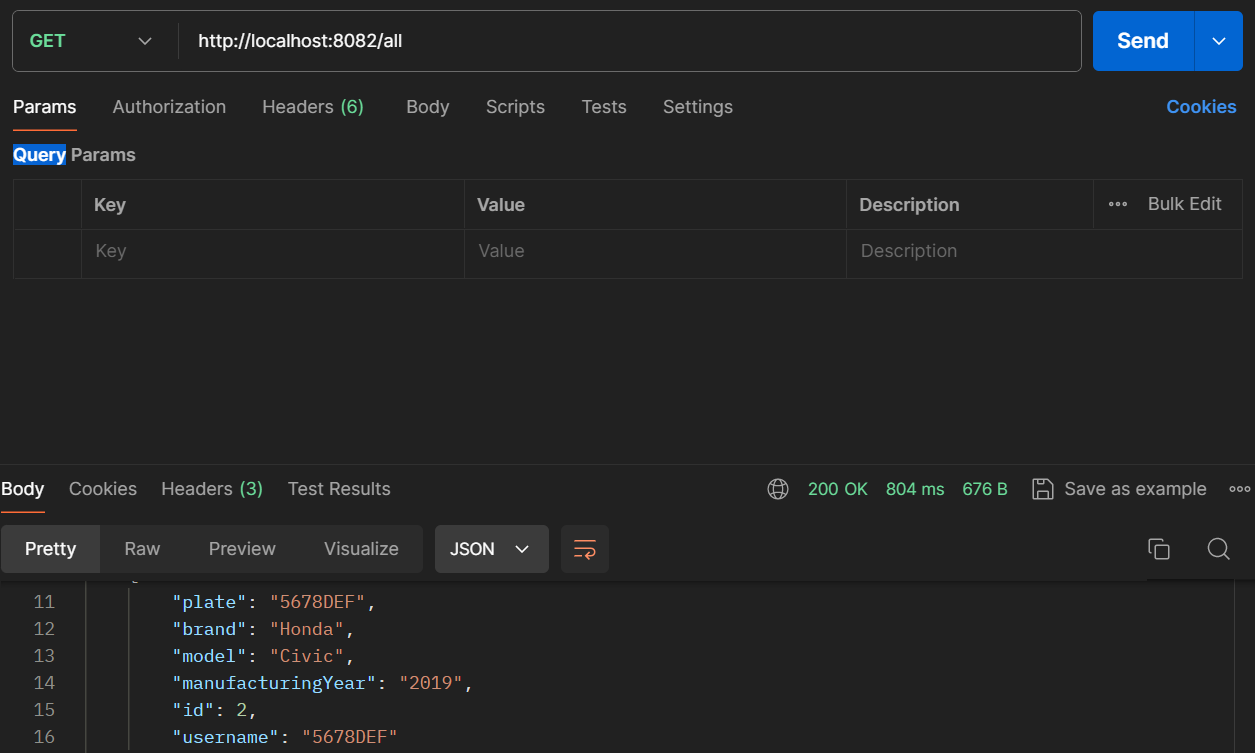 GET http://localhost:8082/all Send
Params Authorization Headers (6) Body Scripts Tests Settings Cookies
Query Params
Key Value Description ••• Bulk Edit
Key Value Description
Body Cookies Headers (3) Test Results 200 OK 804 ms 676 B Save as example
Pretty Raw Preview Visualize JSON
11 "plate": "5678DEF",
12 "brand": "Honda",
13 "model": "Civic",
14 "manufacturingYear": "2019",
15 "id": 2,
16 "username": "5678DEF"